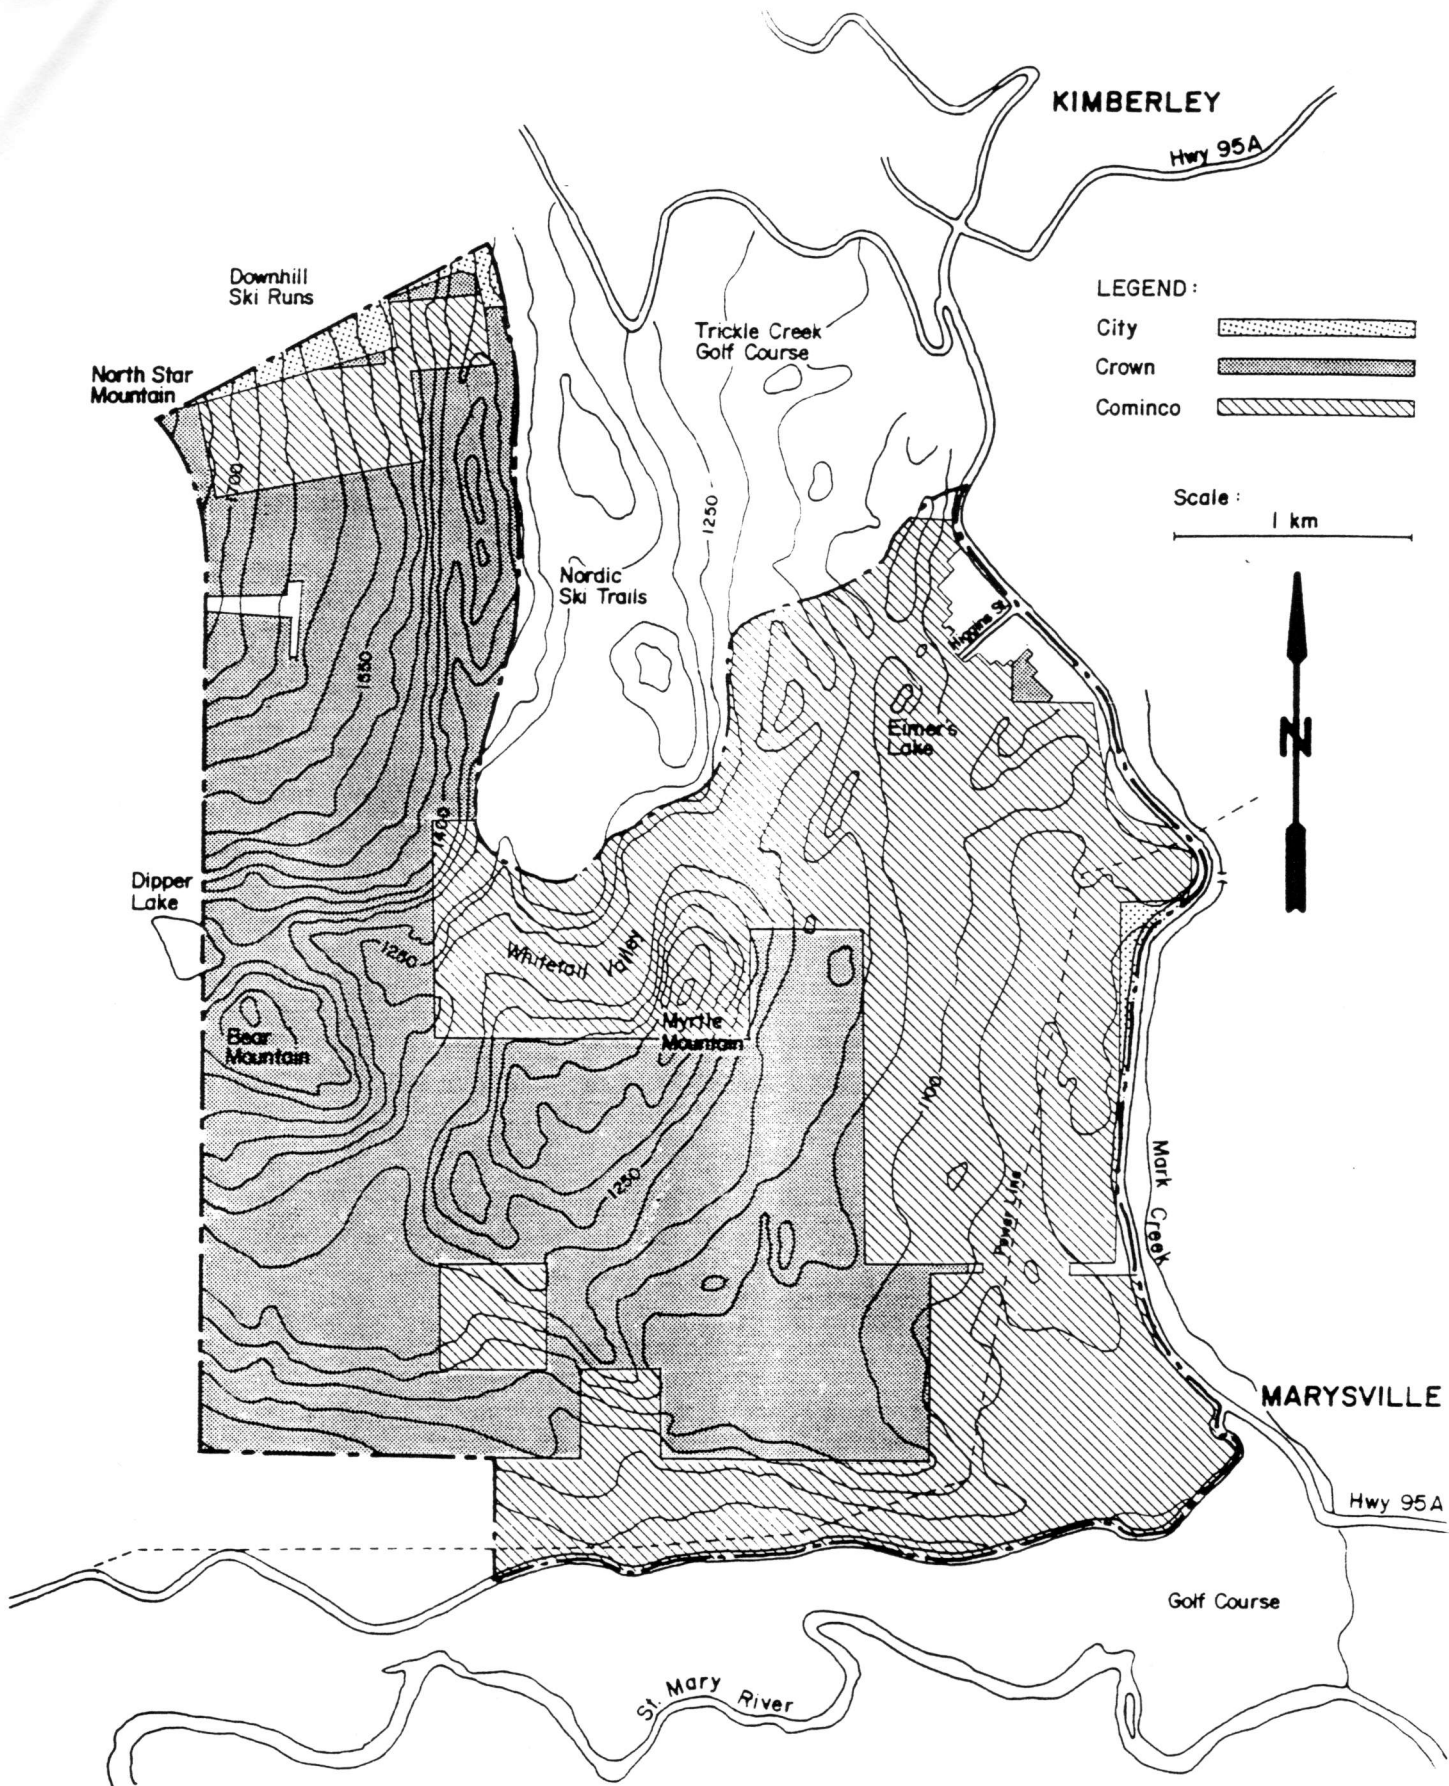 KIMBERLEY
Hwy 95A
Downhill
Ski Runs
LEGEND :
City
Crown
Cominco
Trickle Creek
Golf Course
North Star
Mountain
1700
Scale :
1 km
1250
Nordic
Ski Trails
Higgins St.
1550
N
Elmer's
Lake
1400
Dipper
Lake
1250
Whitetail Valley
Myrtle
Mountain
Bear
Mountain
1100
Mark Creek
1250
Power Line
MARYSVILLE
Hwy 95A
Golf Course
St. Mary River